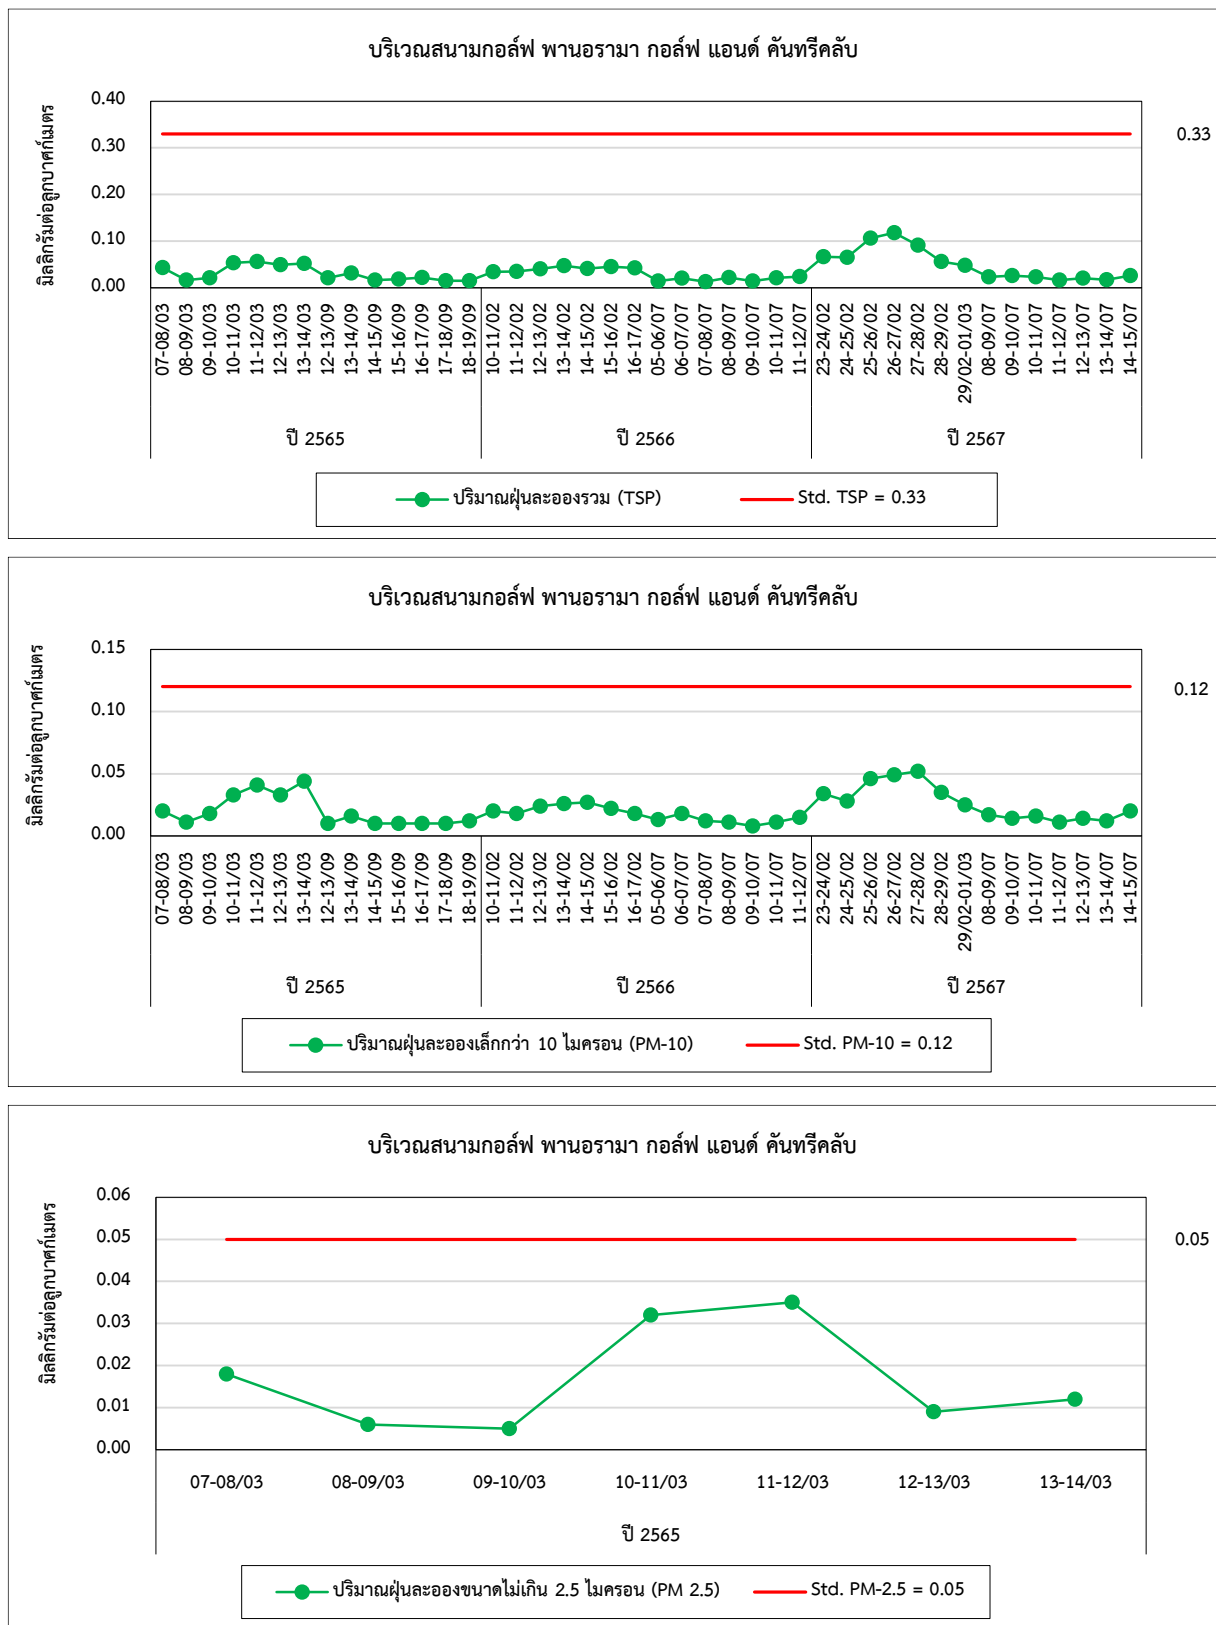 บริเวณสนามกอล์ฟ พานอรามา กอล์ฟ แอนด์ คันทรีคลับ
มิลลิกรัมต่อลูกบาศก์เมตร
0.40
0.30
0.20
0.10
0.00
0.33
07-08/03 08-09/03 09-10/03 10-11/03 11-12/03 12-13/03 13-14/03 12-13/09 13-14/09 14-15/09 15-16/09 16-17/09 17-18/09 18-19/09 10-11/02 11-12/02 12-13/02 13-14/02 14-15/02 15-16/02 16-17/02 05-06/07 06-07/07 07-08/07 08-09/07 09-10/07 10-11/07 11-12/07 23-24/02 24-25/02 25-26/02 26-27/02 27-28/02 28-29/02 29/02-01/03 08-09/07 09-10/07 10-11/07 11-12/07 12-13/07 13-14/07 14-15/07
ปี 2565 ปี 2566 ปี 2567
ปริมาณฝุ่นละอองรวม (TSP) Std. TSP = 0.33
บริเวณสนามกอล์ฟ พานอรามา กอล์ฟ แอนด์ คันทรีคลับ
มิลลิกรัมต่อลูกบาศก์เมตร
0.15
0.10
0.05
0.00
0.12
07-08/03 08-09/03 09-10/03 10-11/03 11-12/03 12-13/03 13-14/03 12-13/09 13-14/09 14-15/09 15-16/09 16-17/09 17-18/09 18-19/09 10-11/02 11-12/02 12-13/02 13-14/02 14-15/02 15-16/02 16-17/02 05-06/07 06-07/07 07-08/07 08-09/07 09-10/07 10-11/07 11-12/07 23-24/02 24-25/02 25-26/02 26-27/02 27-28/02 28-29/02 29/02-01/03 08-09/07 09-10/07 10-11/07 11-12/07 12-13/07 13-14/07 14-15/07
ปี 2565 ปี 2566 ปี 2567
ปริมาณฝุ่นละอองเล็กกว่า 10 ไมครอน (PM-10) Std. PM-10 = 0.12
บริเวณสนามกอล์ฟ พานอรามา กอล์ฟ แอนด์ คันทรีคลับ
มิลลิกรัมต่อลูกบาศก์เมตร
0.06
0.05
0.04
0.03
0.02
0.01
0.00
0.05
07-08/03 08-09/03 09-10/03 10-11/03 11-12/03 12-13/03 13-14/03
ปี 2565
ปริมาณฝุ่นละอองขนาดไม่เกิน 2.5 ไมครอน (PM 2.5) Std. PM-2.5 = 0.05